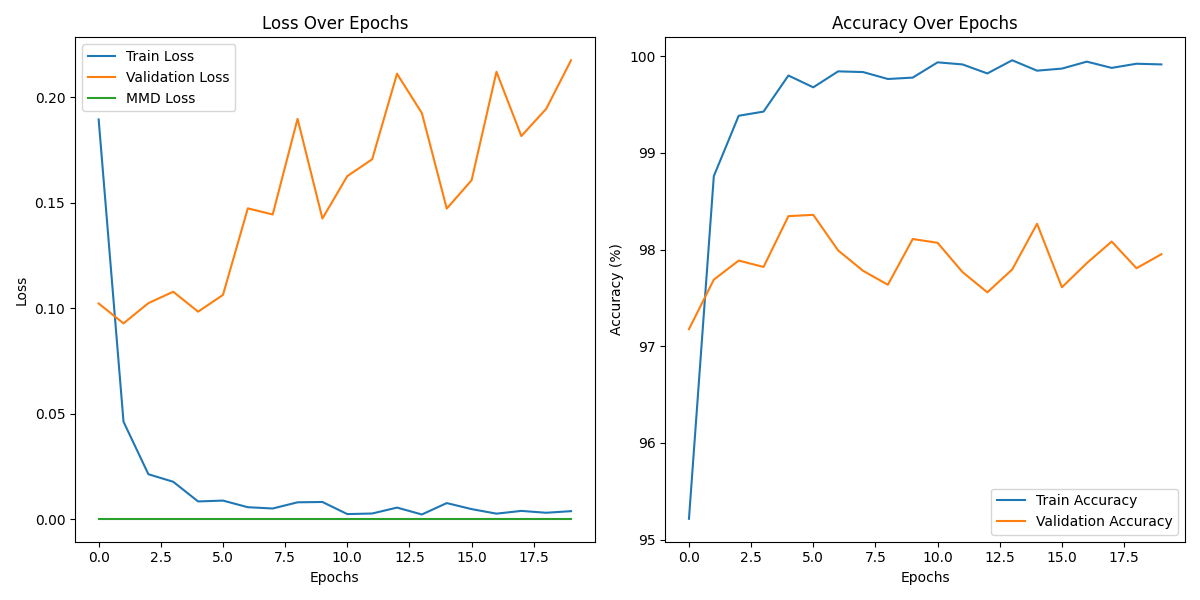 Loss Over Epochs
Train Loss
Validation Loss
MMD Loss
0.20
0.15
0.10
0.05
0.00
Loss
0.0 2.5 5.0 7.5 10.0 12.5 15.0 17.5
Epochs
Accuracy Over Epochs
100
99
98
97
96
95
Accuracy (%)
Train Accuracy
Validation Accuracy
0.0 2.5 5.0 7.5 10.0 12.5 15.0 17.5
Epochs